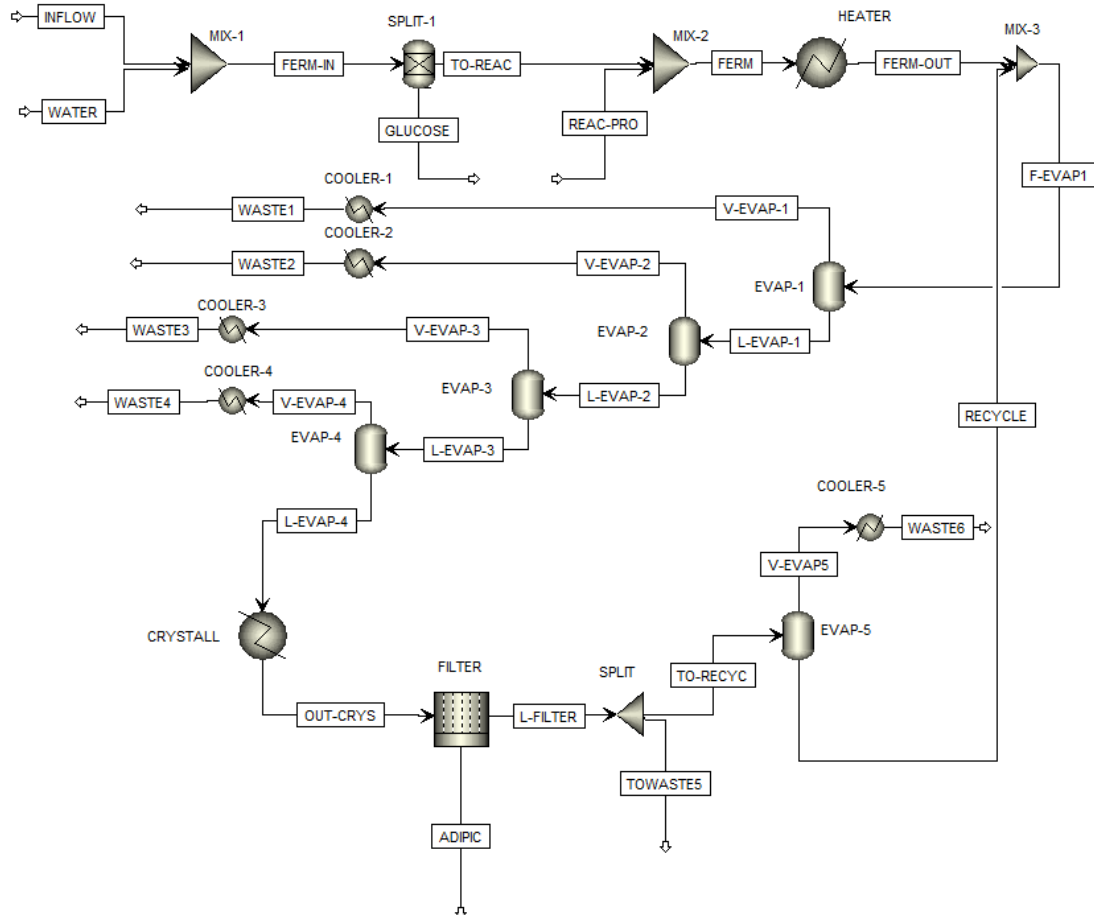 INFLOW
MIX-1
SPLIT-1
MIX-2
HEATER
MIX-3
FERM-IN
TO-REAC
FERM
FERM-OUT
WATER
GLUCOSE
REAC-PRO
F-EVAP1
COOLER-1
WASTE1
V-EVAP-1
COOLER-2
WASTE2
V-EVAP-2
EVAP-1
COOLER-3
WASTE3
V-EVAP-3
EVAP-2
L-EVAP-1
COOLER-4
WASTE4
V-EVAP-4
EVAP-3
L-EVAP-2
EVAP-4
L-EVAP-3
RECYCLE
L-EVAP-4
COOLER-5
WASTE6
V-EVAP5
CRYSTALL
EVAP-5
FILTER
SPLIT
TO-RECYC
OUT-CRYS
L-FILTER
TOWASTE5
ADIPIC